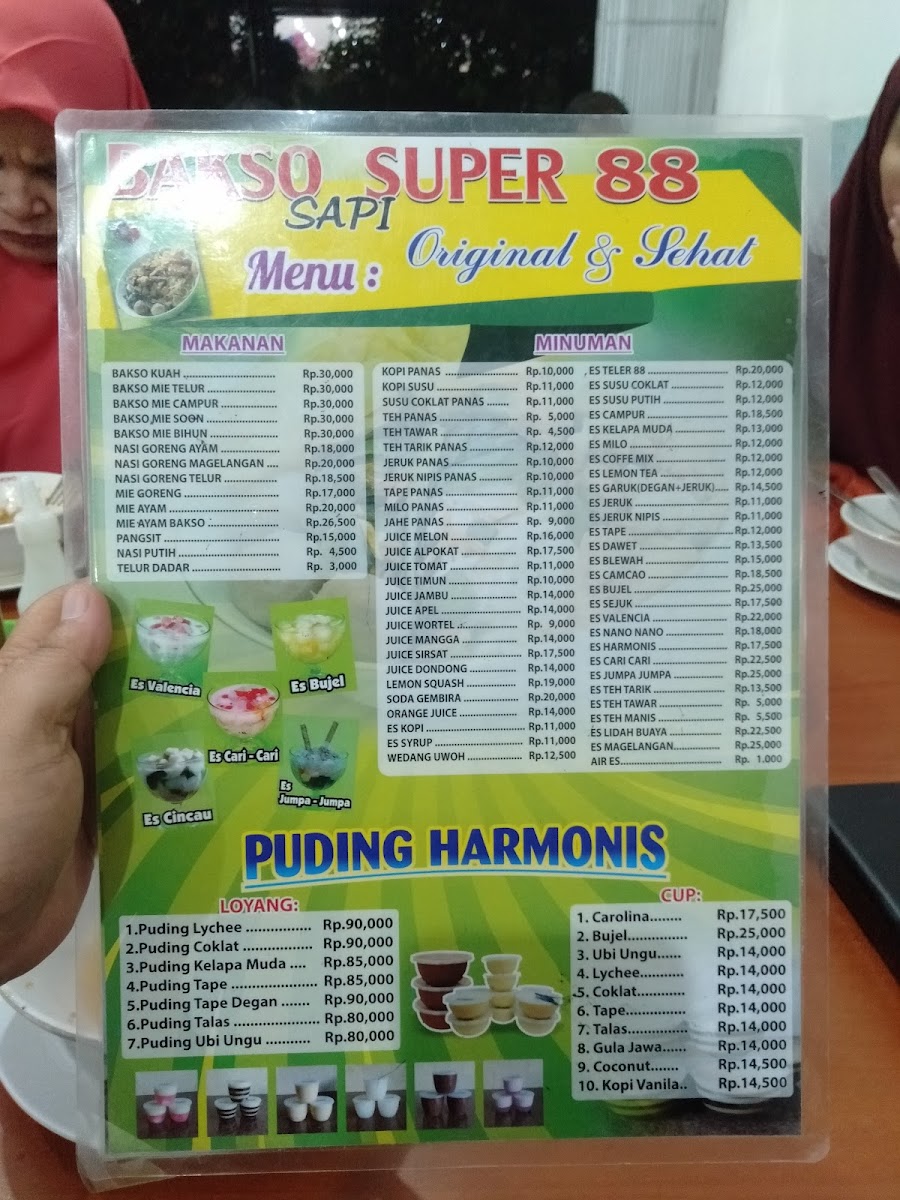 BAKSO SUPER 88
SAPI
Original & Sehat
Menu :
MAKANAN
BAKSO KUAH ........ Rp.30,000
BAKSO MIE TELUR ........ Rp.30,000
BAKSO MIE CAMPUR ........ Rp.30,000
BAKSO MIE SOON ........ Rp.30,000
BAKSO MIE BIHUN ........ Rp.30,000
NASI GORENG AYAM ........ Rp.18,000
NASI GORENG MAGELANGAN .... Rp.20,000
NASI GORENG TELUR ........ Rp.18,500
MIE GORENG ........ Rp.17,000
MIE AYAM ........ Rp.20,000
MIE AYAM BAKSO ........ Rp.26,500
PANGSIT ........ Rp.15,000
NASI PUTIH ........ Rp. 4,500
TELUR DADAR ........ Rp. 3,000
MINUMAN
KOPI PANAS ........ Rp.10,000
KOPI SUSU ........ Rp.11,000
SUSU COKLAT PANAS ....... Rp.11,000
TEH PANAS ........ Rp. 5,000
TEH TAWAR ........ Rp. 4,500
TEH TARIK PANAS ........ Rp.12,000
JERUK PANAS ........ Rp.10,000
JERUK NIPIS PANAS ........ Rp.10,000
TAPE PANAS ........ Rp.11,000
MILO PANAS ........ Rp.11,000
JAHE PANAS ........ Rp. 9,000
JUICE MELON ........ Rp.16,000
JUICE ALPOKAT ........ Rp.17,500
JUICE TOMAT ........ Rp.11,000
JUICE TIMUN ........ Rp.10,000
JUICE JAMBU ........ Rp.14,000
JUICE APEL ........ Rp.14,000
JUICE WORTEL ........ Rp. 9,000
JUICE MANGGA ........ Rp.14,000
JUICE SIRSAT ........ Rp.17,500
JUICE DONDONG ........ Rp.14,000
LEMON SQUASH ........ Rp.19,000
SODA GEMBIRA ........ Rp.20,000
ORANGE JUICE ........ Rp.14,000
ES KOPI ........ Rp.11,000
ES SYRUP ........ Rp.11,000
WEDANG UWOH ........ Rp.12,500
ES TELER 88 ........ Rp.20,000
ES SUSU COKLAT ........ Rp.12,000
ES SUSU PUTIH ........ Rp.12,000
ES CAMPUR ........ Rp.18,500
ES KELAPA MUDA ........ Rp.13,000
ES MILO ........ Rp.12,000
ES COFFE MIX ........ Rp.12,000
ES LEMON TEA ........ Rp.12,000
ES GARUK(DEGAN+JERUK)..... Rp.14,500
ES JERUK ........ Rp.11,000
ES JERUK NIPIS ........ Rp.11,000
ES TAPE ........ Rp.12,000
ES DAWET ........ Rp.13,500
ES BLEWAH ........ Rp.15,000
ES CAMCAO ........ Rp.18,500
ES BUJEL ........ Rp.25,000
ES SEJUK ........ Rp.17,500
ES VALENCIA ........ Rp.22,000
ES NANO NANO ........ Rp.18,000
ES HARMONIS ........ Rp.17,500
ES CARI CARI ........ Rp.22,500
ES JUMPA JUMPA ........ Rp.25,000
ES TEH TARIK ........ Rp.13,500
ES TEH TAWAR ........ Rp. 5,000
ES TEH MANIS ........ Rp. 5,500
ES LIDAH BUAYA ........ Rp.22,500
ES MAGELANGAN........ Rp.25,000
AIR ES........ Rp. 1.000
Es Valencia
Es Bujel
Es Cari - Cari
Es Cincau
Es
Jumpa - Jumpa
PUDING HARMONIS
LOYANG:
1.Puding Lychee ........ Rp.90,000
2.Puding Coklat ........ Rp.90,000
3.Puding Kelapa Muda .... Rp.85,000
4.Puding Tape ........ Rp.85,000
5.Puding Tape Degan ....... Rp.90,000
6.Puding Talas ........ Rp.80,000
7.Puding Ubi Ungu ........ Rp.80,000
CUP:
1. Carolina........ Rp.17,500
2. Bujel........ Rp.25,000
3. Ubi Ungu...... Rp.14,000
4. Lychee........ Rp.14,000
5. Coklat........ Rp.14,000
6. Tape........ Rp.14,000
7. Talas........ Rp.14,000
8. Gula Jawa...... Rp.14,000
9. Coconut....... Rp.14,500
10. Kopi Vanila.. Rp.14,500